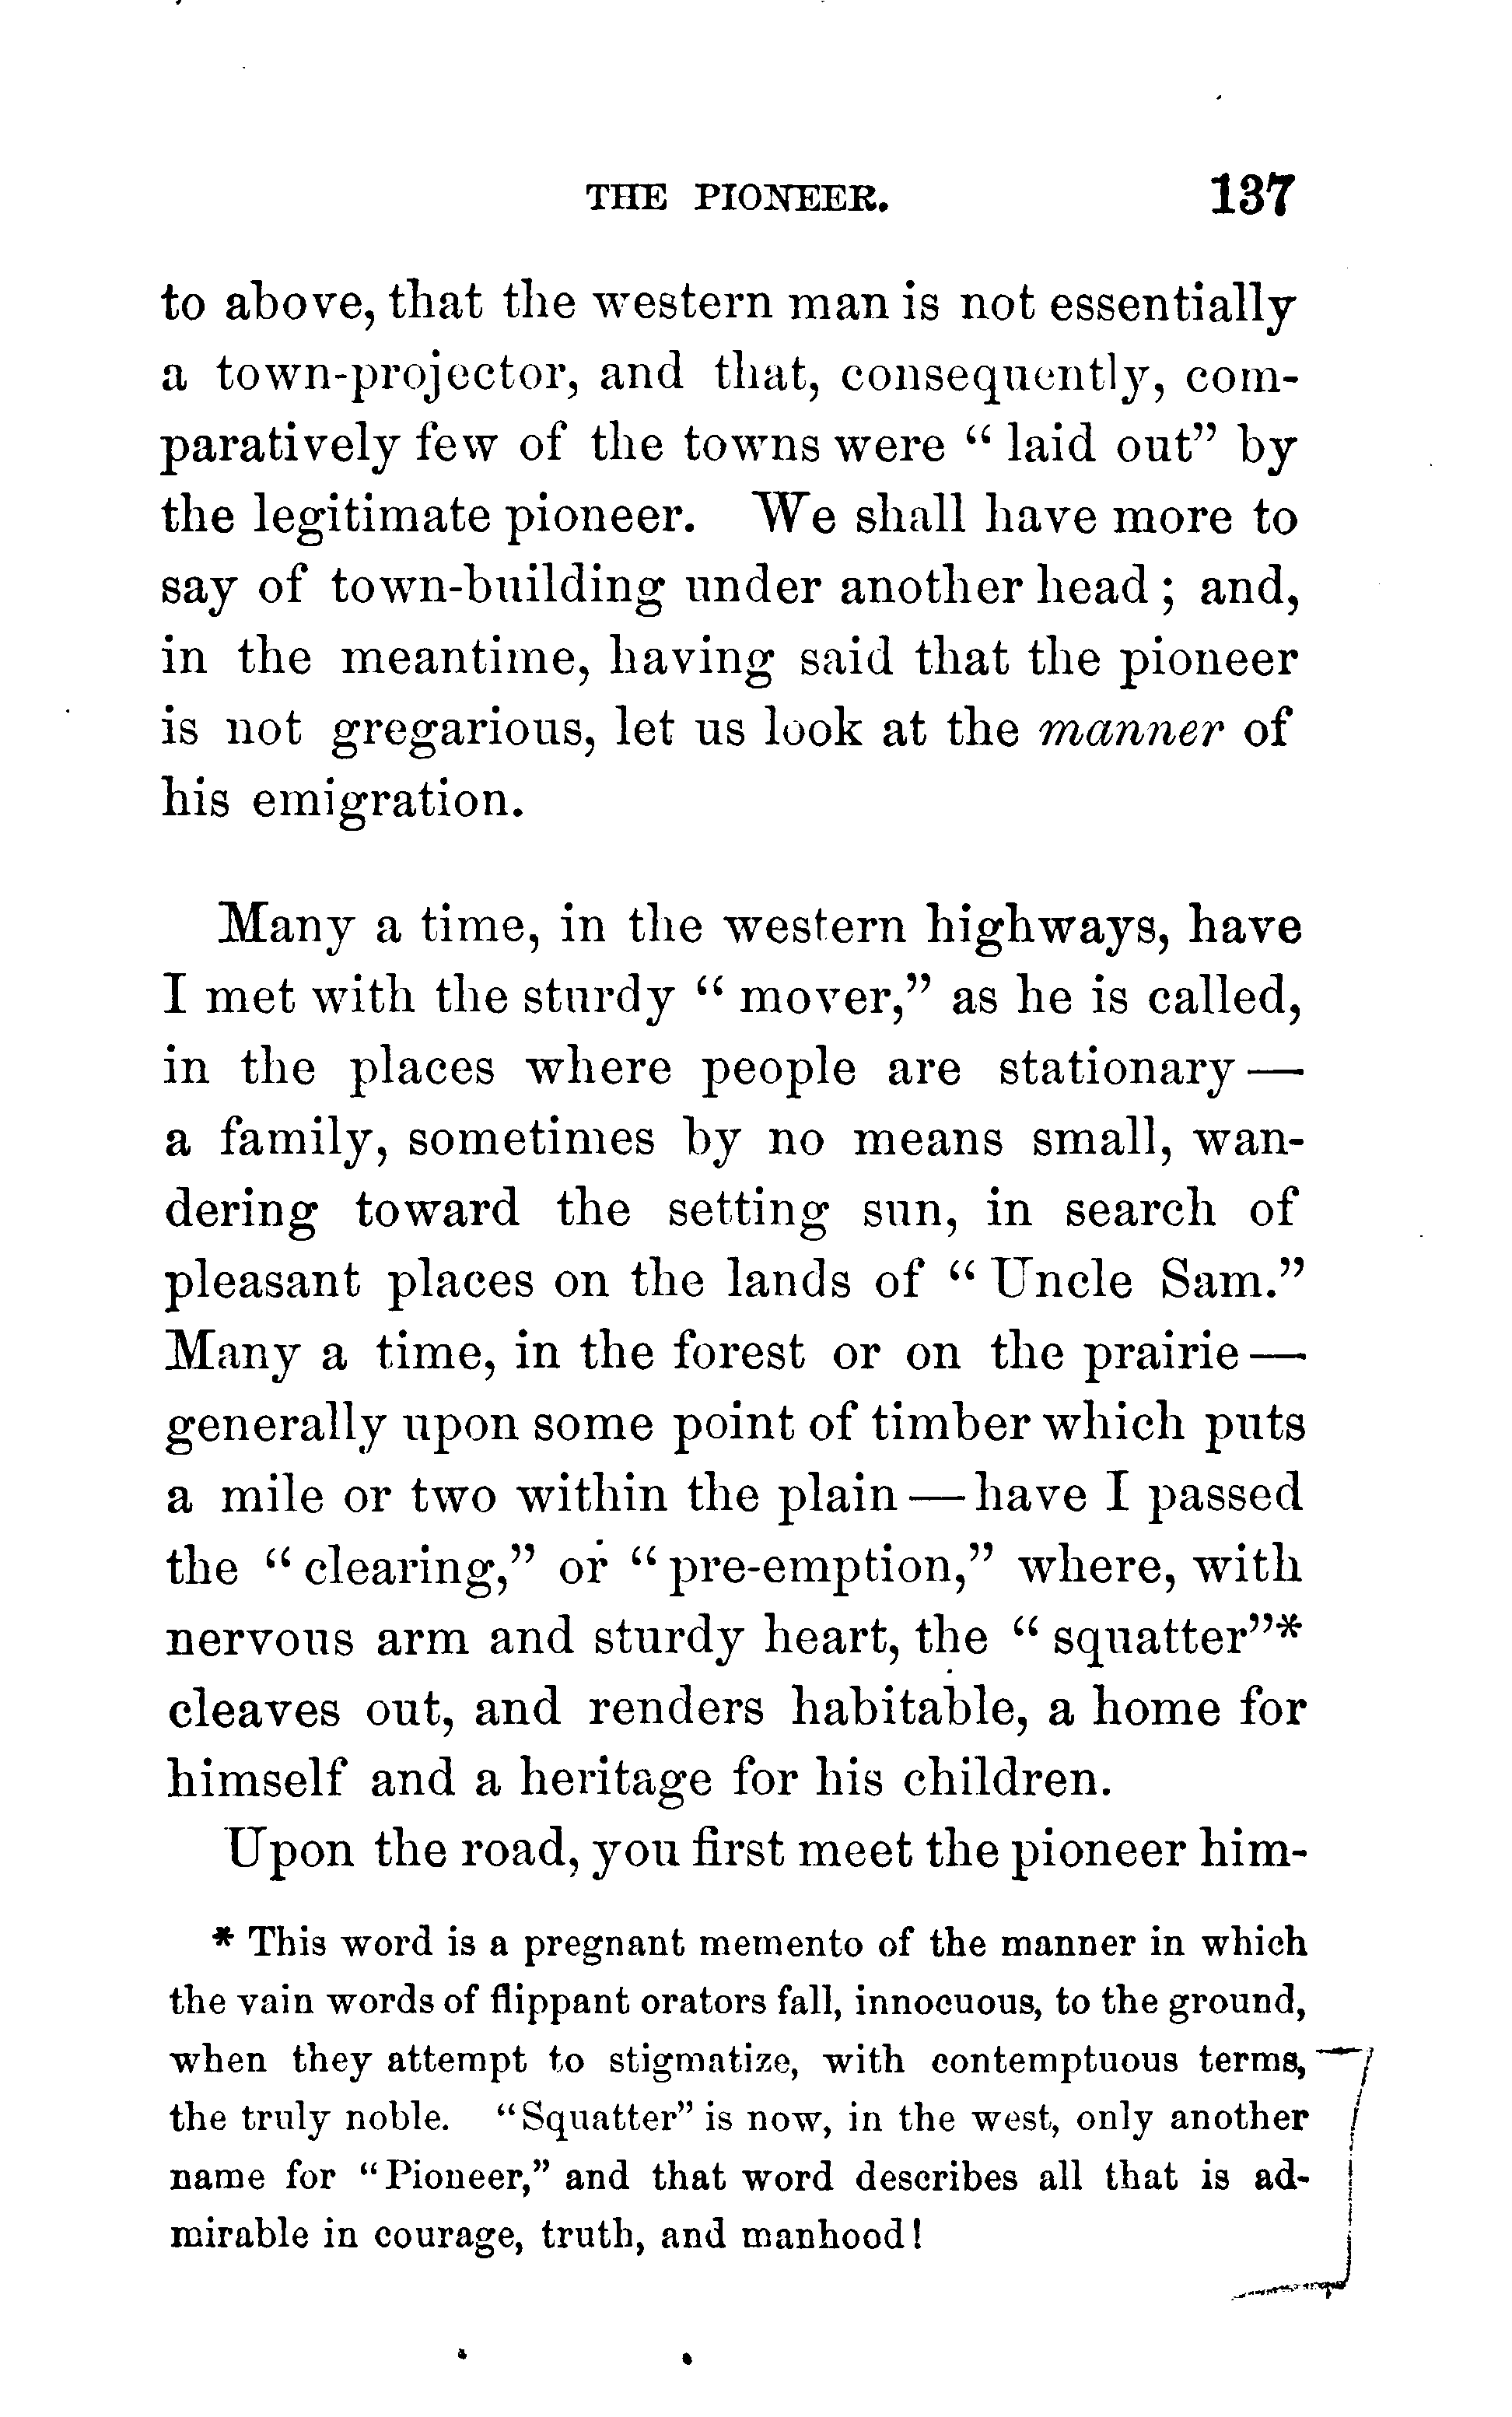 THE PIONEER. 137
to above, that the western man is not essentially
a town-projector, and that, consequently, com-
paratively few of the towns were “ laid out” by
the legitimate pioneer. We shall have more to
say of town-building under another head ; and,
in the meantime, having said that the pioneer
is not gregarious, let us look at the manner of
his emigration.
Many a time, in the western highways, have
I met with the sturdy “ mover,” as he is called,
in the places where people are stationary —
a family, sometimes by no means small, wan-
dering toward the setting sun, in search of
pleasant places on the lands of “ Uncle Sam.”
Many a time, in the forest or on the prairie —
generally upon some point of timber which puts
a mile or two within the plain — have I passed
the “ clearing,” or “ pre-emption,” where, with
nervous arm and sturdy heart, the “ squatter”*
cleaves out, and renders habitable, a home for
himself and a heritage for his children.
Upon the road, you first meet the pioneer him-
* This word is a pregnant memento of the manner in which
the vain words of flippant orators fall, innocuous, to the ground,
when they attempt to stigmatize, with contemptuous terms,
the truly noble. “Squatter” is now, in the west, only another
name for “Pioneer,” and that word describes all that is ad-
mirable in courage, truth, and manhood!